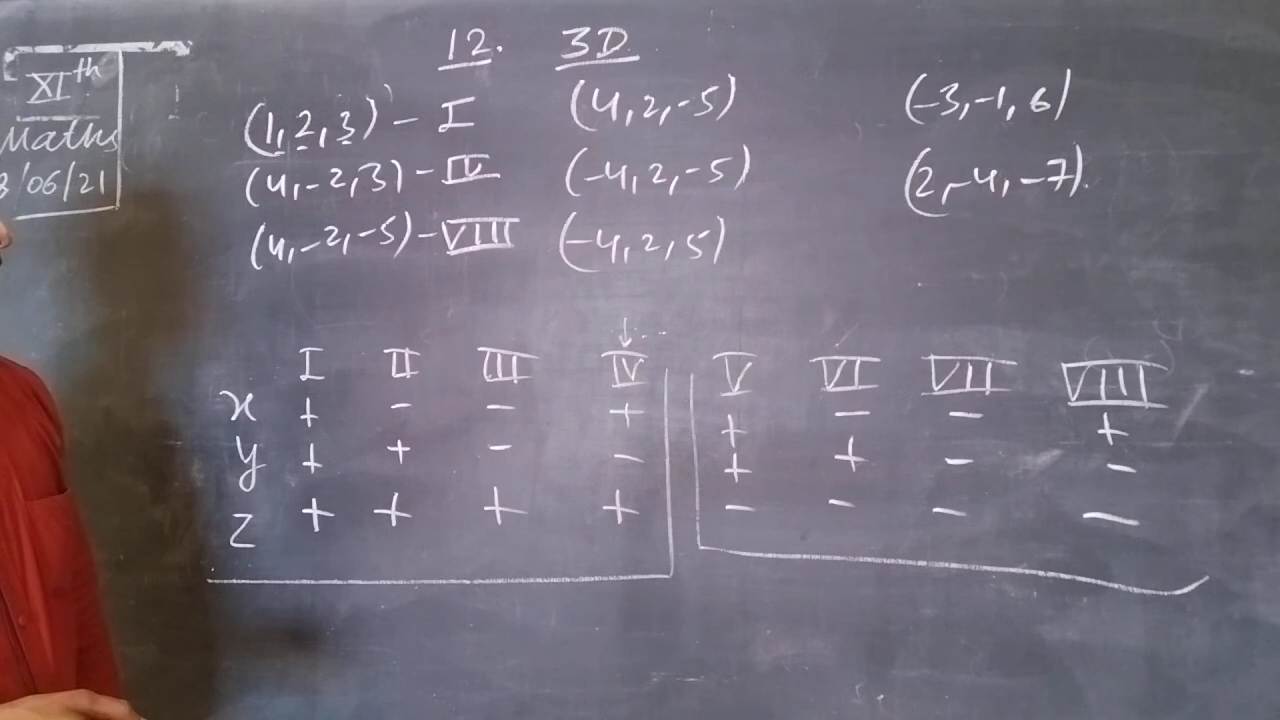 12. 3D
XIth
Maths
8/06/21
(1,2,3) - I (4,2,-5) (-3,-1,6)
(4,-2,3) - IV (-4,2,-5) (2,-4,-7).
(4,-2,-5) - VIII (-4,2,5)
I II III IV V VI VII VIII
x + - - + + - - +
y + + - - + + - -
z + + + + - - - -